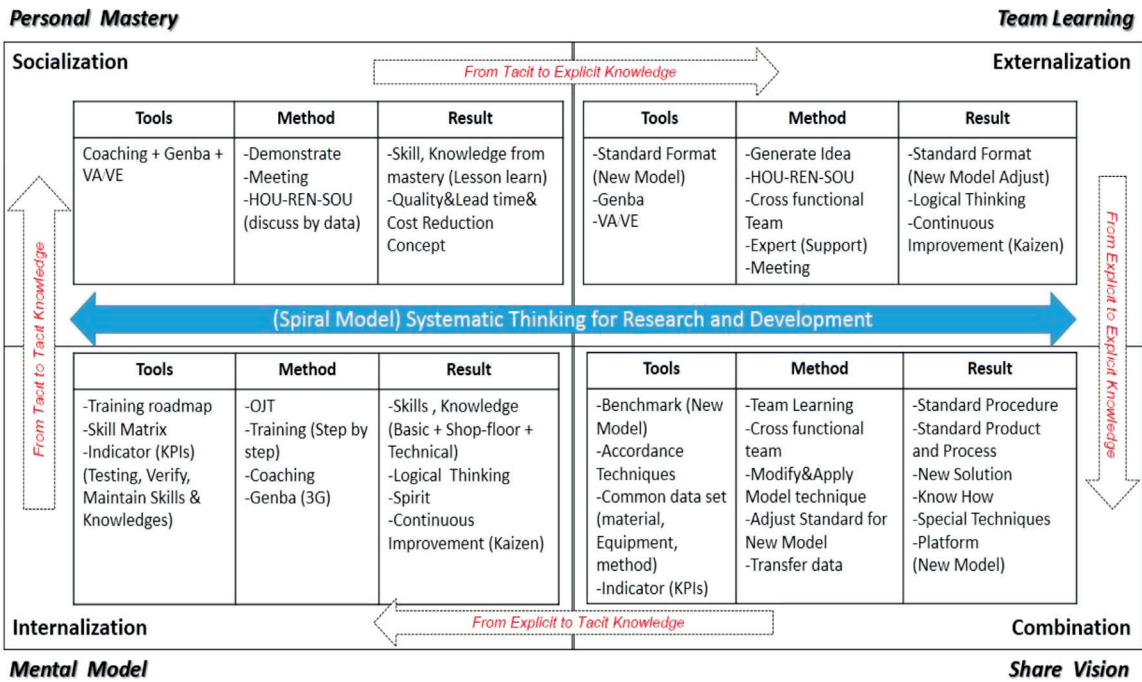 Personal Mastery
Team Learning
Socialization
From Tacit to Explicit Knowledge
Externalization
Tools
Method
Result
Coaching + Genba +
VA/VE
-Demonstrate
-Meeting
-HOU-REN-SOU
(discuss by data)
-Skill, Knowledge from
mastery (Lesson learn)
-Quality&Lead time&
Cost Reduction
Concept
Tools
Method
Result
-Standard Format
(New Model)
-Genba
-VA/VE
-Generate Idea
-HOU-REN-SOU
-Cross functional
Team
-Expert (Support)
-Meeting
-Standard Format
(New Model Adjust)
-Logical Thinking
-Continuous
Improvement (Kaizen)
From Tacit to Tacit Knowledge
From Explicit to Explicit Knowledge
(Spiral Model) Systematic Thinking for Research and Development
Tools
Method
Result
-Training roadmap
-Skill Matrix
-Indicator (KPIs)
(Testing, Verify,
Maintain Skills &
Knowledges)
-OJT
-Training (Step by
step)
-Coaching
-Genba (3G)
-Skills , Knowledge
(Basic + Shop-floor +
Technical)
-Logical Thinking
-Spirit
-Continuous
Improvement (Kaizen)
Tools
Method
Result
-Benchmark (New
Model)
-Accordance
Techniques
-Common data set
(material,
Equipment,
method)
-Indicator (KPIs)
-Team Learning
-Cross functional
team
-Modify&Apply
Model technique
-Adjust Standard for
New Model
-Transfer data
-Standard Procedure
-Standard Product
and Process
-New Solution
-Know How
-Special Techniques
-Platform
(New Model)
Internalization
From Explicit to Tacit Knowledge
Combination
Mental Model
Share Vision